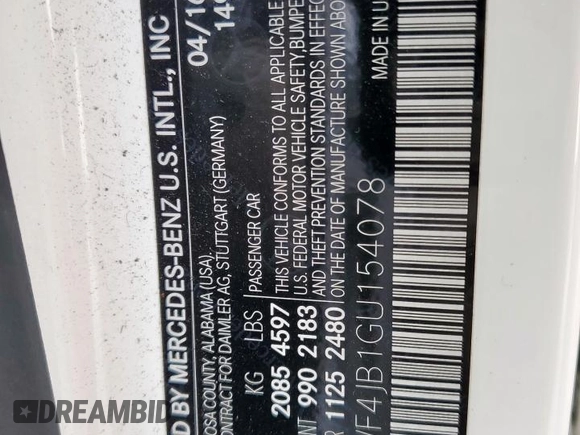 D BY MERCEDES-BENZ U.S. INTL., INC
04/16
OSA COUNTY, ALABAMA (USA),
CONTRACT FOR DAIMLER AG, STUTTGART (GERMANY)
KG LBS PASSENGER CAR
2085 4597 THIS VEHICLE CONFORMS TO ALL APPLICABLE
990 2183 U.S. FEDERAL MOTOR VEHICLE SAFETY, BUMPE
1125 2480 AND THEFT PREVENTION STANDARDS IN EFFEC
ON THE DATE OF MANUFACTURE SHOWN ABO
F4JB1GU154078
MADE IN U
DREAMBID